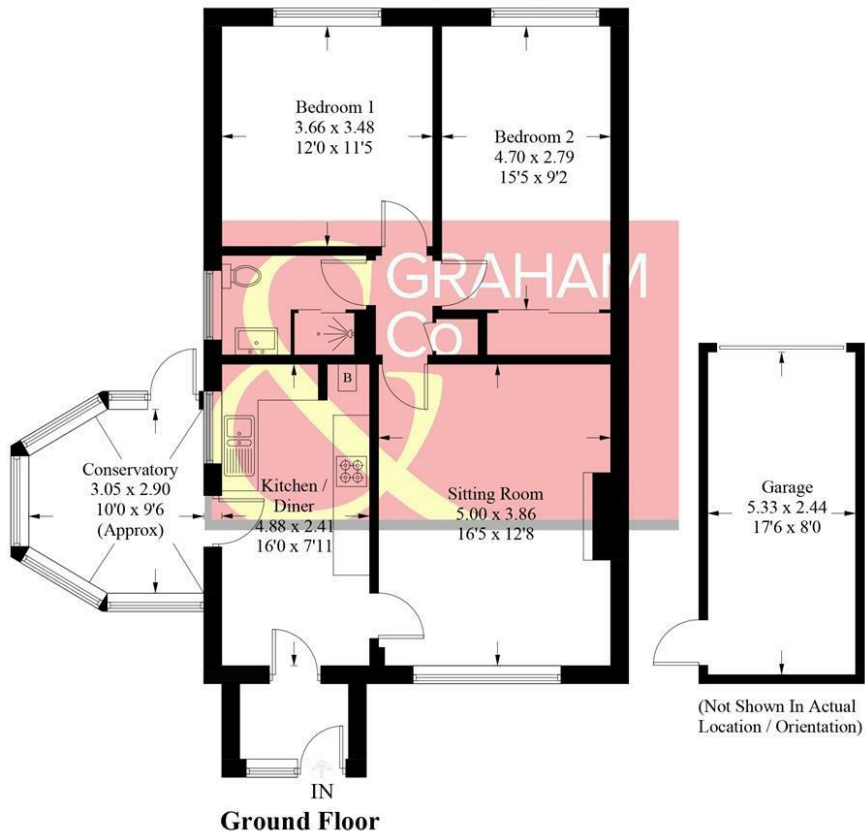 Bedroom 1
3.66 x 3.48
12'0 x 11'5
Bedroom 2
4.70 x 2.79
15'5 x 9'2
GRAHAM
&
Co
B
Conservatory
3.05 x 2.90
10'0 x 9'6
(Approx)
Kitchen /
Diner
4.88 x 2.41
16'0 x 7'11
Sitting Room
5.00 x 3.86
16'5 x 12'8
Garage
5.33 x 2.44
17'6 x 8'0
(Not Shown In Actual
Location / Orientation)
IN
Ground Floor